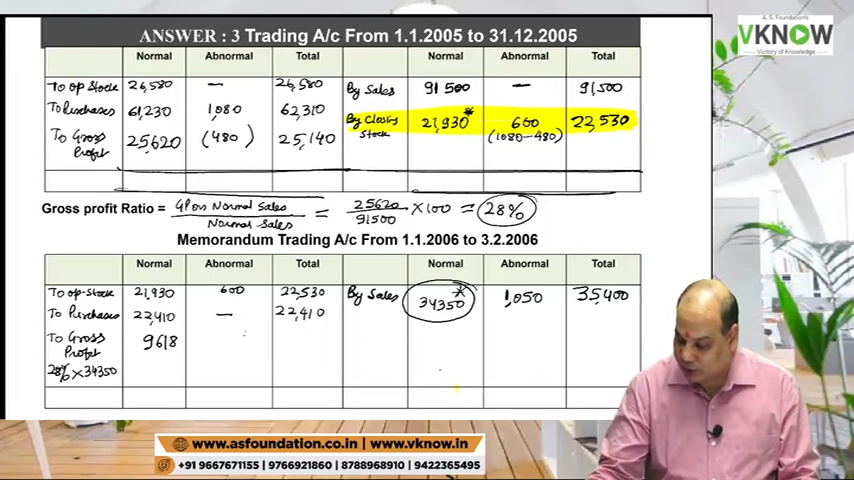 ANSWER : 3 Trading A/c From 1.1.2005 to 31.12.2005
Normal Abnormal Total Normal Abnormal Total
To op Stock 26,580 — 26,580 By Sales 91500 — 91,500
To Purchases 61,230 1,080 62,310 By Closing Stock 21,930* 600 (1080-480) 22,530
To Gross Profit 25,620 (480) 25,140
Gross profit Ratio = GP on Normal Sales / Normal Sales = 25620 / 91500 × 100 = 28%
Memorandum Trading A/c From 1.1.2006 to 3.2.2006
Normal Abnormal Total Normal Abnormal Total
To op-Stock 21,930 600 22,530 By Sales 34350* 1,050 35,400
To Purchases 22,410 — 22,410
To Gross Profit 9618
28% × 34350
A. S. Foundation's
VKNOW
Victory of Knowledge
www.asfoundation.co.in | www.vknow.in
+91 9667671155 | 9766921860 | 8788968910 | 9422365495